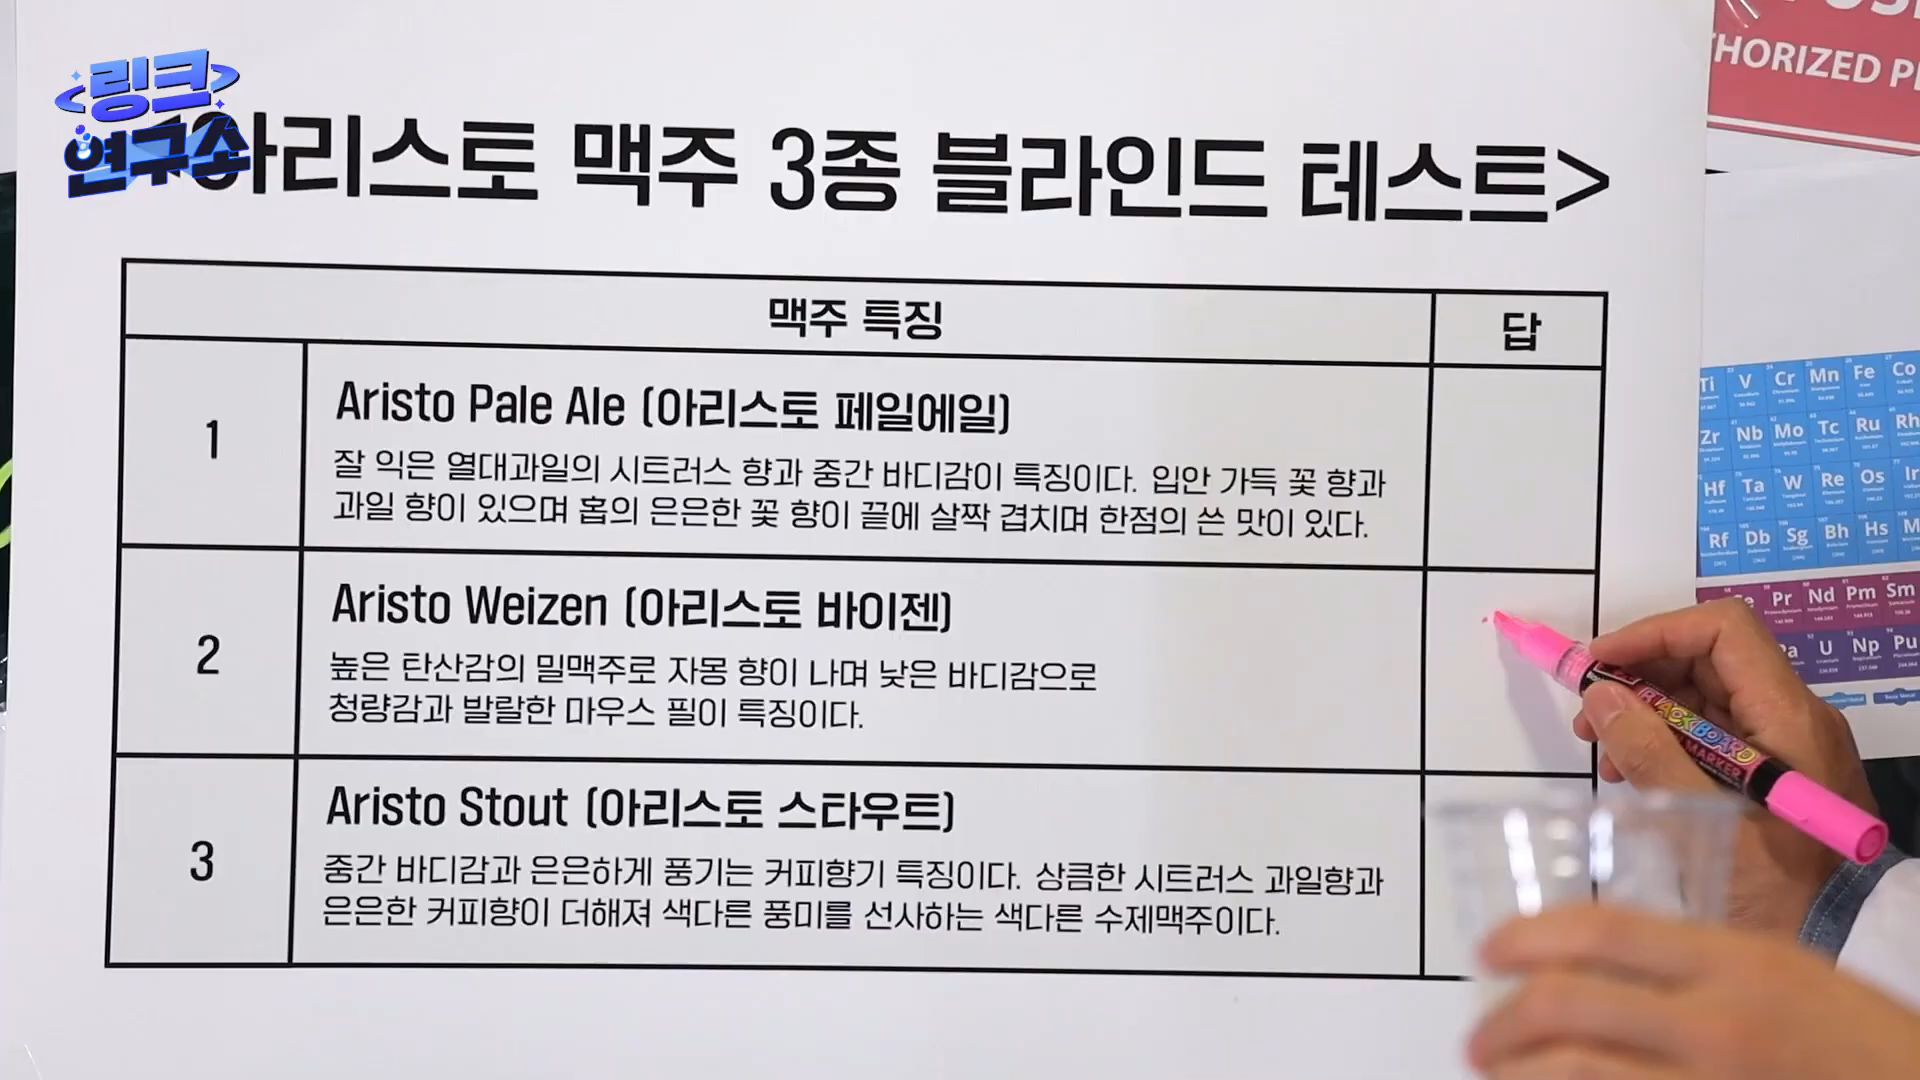 링크
연구소
아리스토 맥주 3종 블라인드 테스트>
맥주 특징
답
1
Aristo Pale Ale (아리스토 페일에일)
잘 익은 열대과일의 시트러스 향과 중간 바디감이 특징이다. 입안 가득 꽃 향과
과일 향이 있으며 홉의 은은한 꽃 향이 끝에 살짝 겹치며 한점의 쓴 맛이 있다.
2
Aristo Weizen (아리스토 바이젠)
높은 탄산감의 밀맥주로 자몽 향이 나며 낮은 바디감으로
청량감과 발랄한 마우스 필이 특징이다.
3
Aristo Stout (아리스토 스타우트)
중간 바디감과 은은하게 풍기는 커피향기 특징이다. 상큼한 시트러스 과일향과
은은한 커피향이 더해져 색다른 풍미를 선사하는 색다른 수제맥주이다.
BLACKBOARD
MARKER
Ti V Cr Mn Fe Co
Zr Nb Mo Tc Ru Rh
Hf Ta W Re Os Ir
Rf Db Sg Bh Hs
Pr Nd Pm Sm
U Np Pu